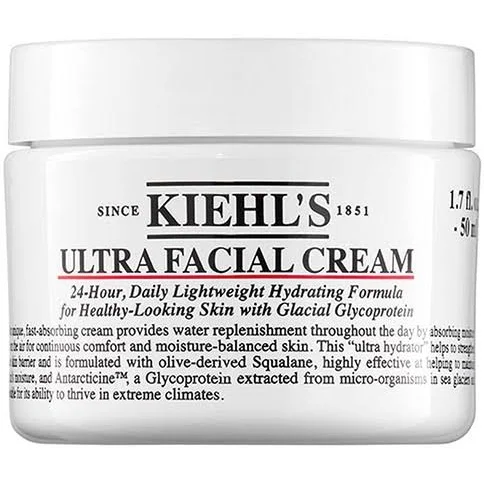 SINCE KIEHL'S 1851
ULTRA FACIAL CREAM
24-Hour, Daily Lightweight Hydrating Formula
for Healthy-Looking Skin with Glacial Glycoprotein
fast-absorbing cream provides water replenishment throughout the day by absorbing
the air for continuous comfort and moisture-balanced skin. This "ultra hydrator" helps to
barrier and is formulated with olive-derived Squalane, highly effective at helping to
moisture, and Antarcticine™, a Glycoprotein extracted from micro-organisms in sea
for its ability to thrive in extreme climates.
1.7 fl.
- 50